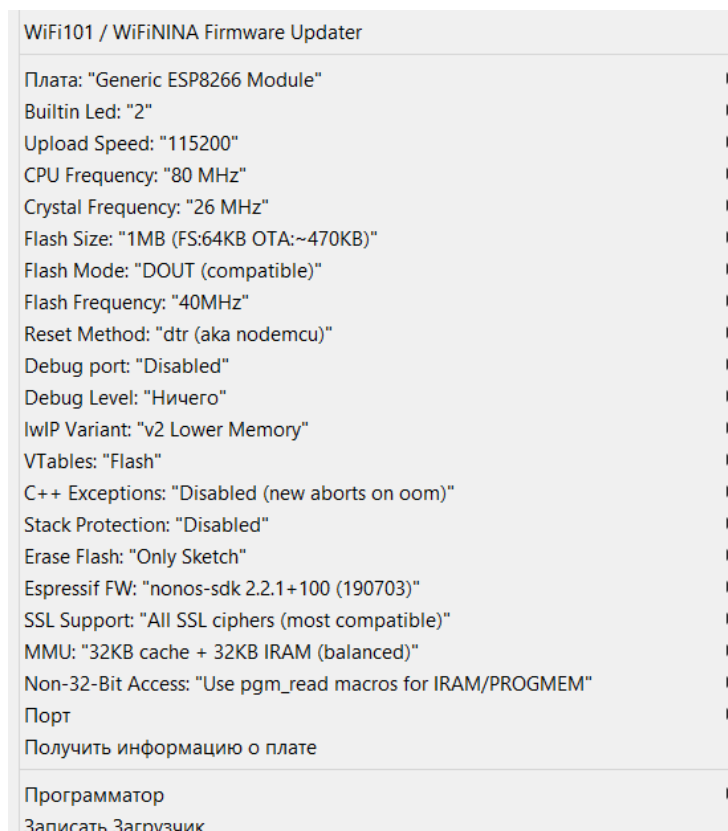 WiFi101 / WiFiNINA Firmware Updater
Плата: "Generic ESP8266 Module"
Builtin Led: "2"
Upload Speed: "115200"
CPU Frequency: "80 MHz"
Crystal Frequency: "26 MHz"
Flash Size: "1MB (FS:64KB OTA:~470KB)"
Flash Mode: "DOUT (compatible)"
Flash Frequency: "40MHz"
Reset Method: "dtr (aka nodemcu)"
Debug port: "Disabled"
Debug Level: "Ничего"
lwIP Variant: "v2 Lower Memory"
VTables: "Flash"
C++ Exceptions: "Disabled (new aborts on oom)"
Stack Protection: "Disabled"
Erase Flash: "Only Sketch"
Espressif FW: "nonos-sdk 2.2.1+100 (190703)"
SSL Support: "All SSL ciphers (most compatible)"
MMU: "32KB cache + 32KB IRAM (balanced)"
Non-32-Bit Access: "Use pgm_read macros for IRAM/PROGMEM"
Порт
Получить информацию о плате
Программатор
Записать Загрузчик